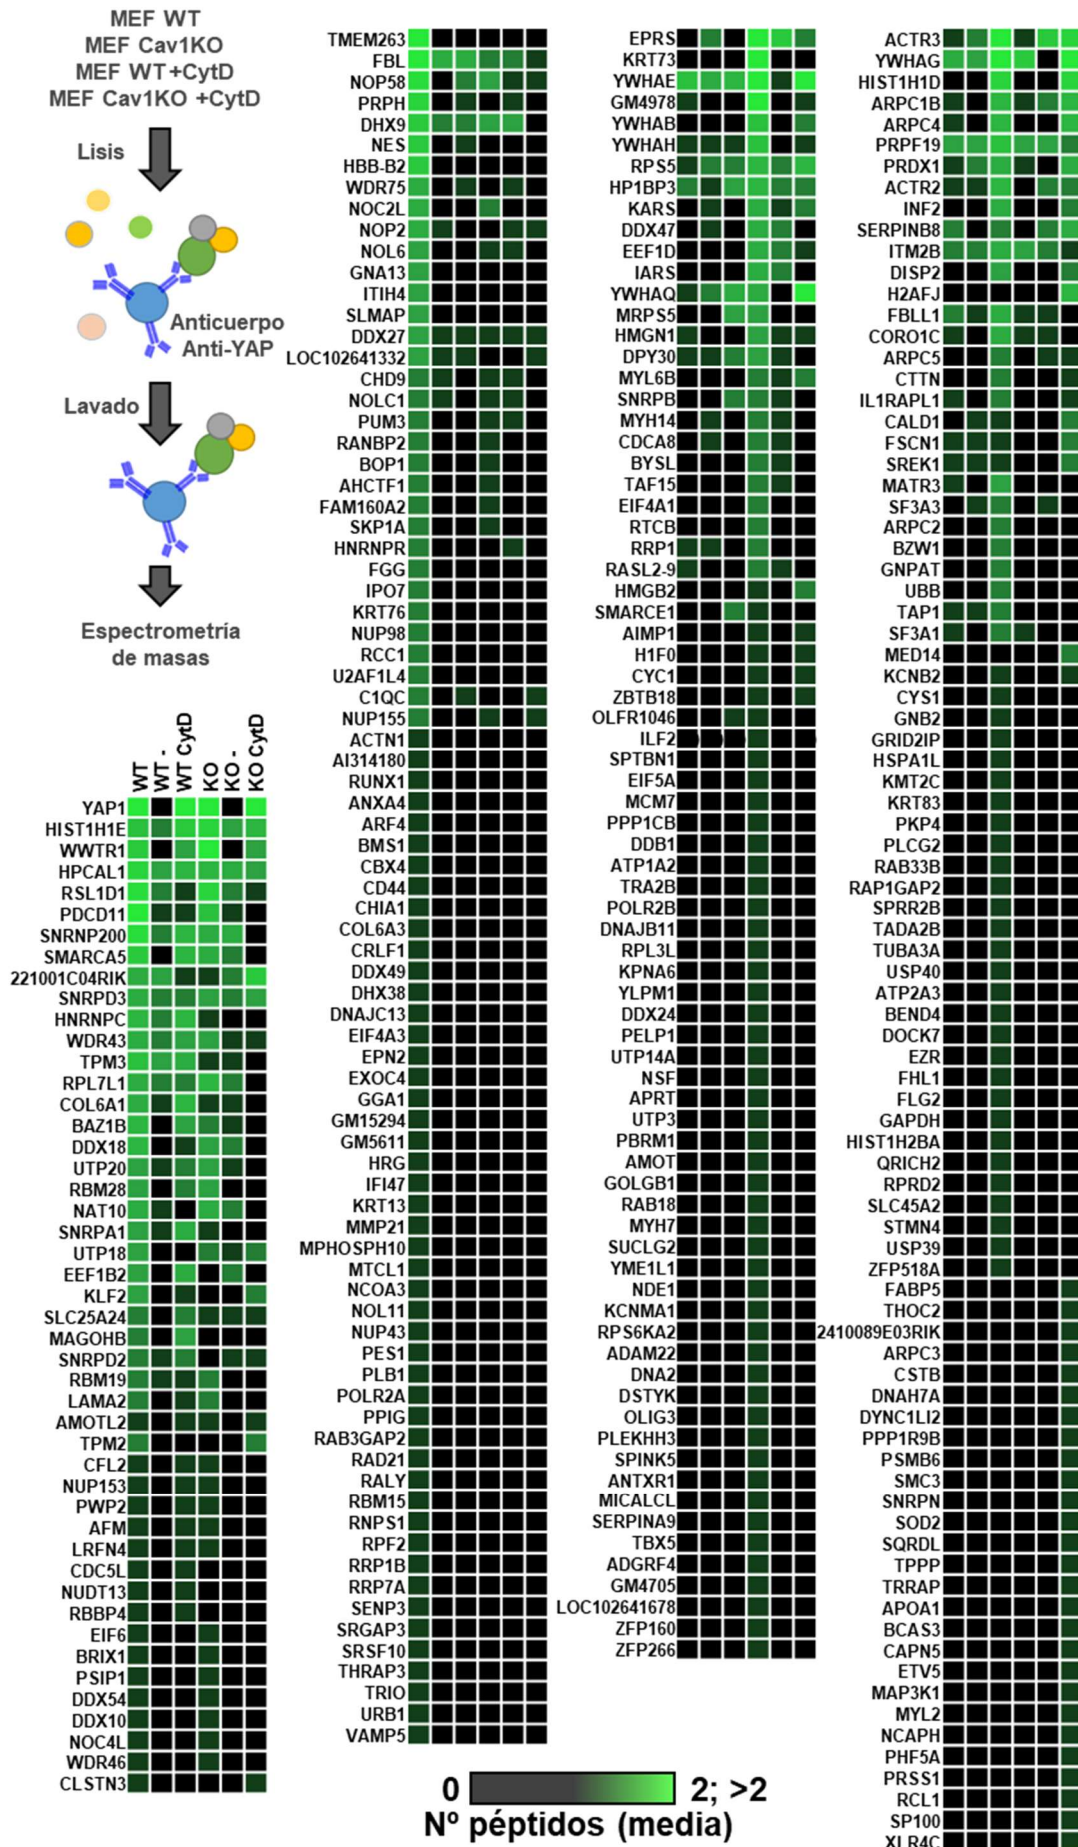 MEF WT
MEF Cav1KO
MEF WT+CytD
MEF Cav1KO +CytD
Lisis
Anticuerpo
Anti-YAP
Lavado
Espectrometría
de masas
WT
WT -
WT CytD
KO
KO -
KO CytD
YAP1
HIST1H1E
WWTR1
HPCAL1
RSL1D1
PDCD11
SNRNP200
SMARCA5
221001C04RIK
SNRPD3
HNRNPC
WDR43
TPM3
RPL7L1
COL6A1
BAZ1B
DDX18
UTP20
RBM28
NAT10
SNRPA1
UTP18
EEF1B2
KLF2
SLC25A24
MAGOHB
SNRPD2
RBM19
LAMA2
AMOTL2
TPM2
CFL2
NUP153
PWP2
AFM
LRFN4
CDC5L
NUDT13
RBBP4
EIF6
BRIX1
PSIP1
DDX54
DDX10
NOC4L
WDR46
CLSTN3
TMEM263
FBL
NOP58
PRPH
DHX9
NES
HBB-B2
WDR75
NOC2L
NOP2
NOL6
GNA13
ITIH4
SLMAP
DDX27
LOC102641332
CHD9
NOLC1
PUM3
RANBP2
BOP1
AHCTF1
FAM160A2
SKP1A
HNRNPR
FGG
IPO7
KRT76
NUP98
RCC1
U2AF1L4
C1QC
NUP155
ACTN1
AI314180
RUNX1
ANXA4
ARF4
BMS1
CBX4
CD44
CHIA1
COL6A3
CRLF1
DDX49
DHX38
DNAJC13
EIF4A3
EPN2
EXOC4
GGA1
GM15294
GM5611
HRG
IFI47
KRT13
MMP21
MPHOSPH10
MTCL1
NCOA3
NOL11
NUP43
PES1
PLB1
POLR2A
PPIG
RAB3GAP2
RAD21
RALY
RBM15
RNPS1
RPF2
RRP1B
RRP7A
SENP3
SRGAP3
SRSF10
THRAP3
TRIO
URB1
VAMP5
EPRS
KRT73
YWHAE
GM4978
YWHAB
YWHAH
RPS5
HP1BP3
KARS
DDX47
EEF1D
IARS
YWHAQ
MRPS5
HMGN1
DPY30
MYL6B
SNRPB
MYH14
CDCA8
BYSL
TAF15
EIF4A1
RTCB
RRP1
RASL2-9
HMGB2
SMARCE1
AIMP1
H1F0
CYC1
ZBTB18
OLFR1046
ILF2
SPTBN1
EIF5A
MCM7
PPP1CB
DDB1
ATP1A2
TRA2B
POLR2B
DNAJB11
RPL3L
KPNA6
YLPM1
DDX24
PELP1
UTP14A
NSF
APRT
UTP3
PBRM1
AMOT
GOLGB1
RAB18
MYH7
SUCLG2
YME1L1
NDE1
KCNMA1
RPS6KA2
ADAM22
DNA2
DSTYK
OLIG3
PLEKHH3
SPINK5
ANTXR1
MICALCL
SERPINA9
TBX5
ADGRF4
GM4705
LOC102641678
ZFP160
ZFP266
ACTR3
YWHAG
HIST1H1D
ARPC1B
ARPC4
PRPF19
PRDX1
ACTR2
INF2
SERPINB8
ITM2B
DISP2
H2AFJ
FBLL1
CORO1C
ARPC5
CTTN
IL1RAPL1
CALD1
FSCN1
SREK1
MATR3
SF3A3
ARPC2
BZW1
GNPAT
UBB
TAP1
SF3A1
MED14
KCNB2
CYS1
GNB2
GRID2IP
HSPA1L
KMT2C
KRT83
PKP4
PLCG2
RAB33B
RAP1GAP2
SPRR2B
TADA2B
TUBA3A
USP40
ATP2A3
BEND4
DOCK7
EZR
FHL1
FLG2
GAPDH
HIST1H2BA
QRICH2
RPRD2
SLC45A2
STMN4
USP39
ZFP518A
FABP5
THOC2
2410089E03RIK
ARPC3
CSTB
DNAH7A
DYNC1LI2
PPP1R9B
PSMB6
SMC3
SNRPN
SOD2
SQRDL
TPPP
TRRAP
APOA1
BCAS3
CAPN5
ETV5
MAP3K1
MYL2
NCAPH
PHF5A
PRSS1
RCL1
SP100
XLR4C
0 2; >2
Nº péptidos (media)